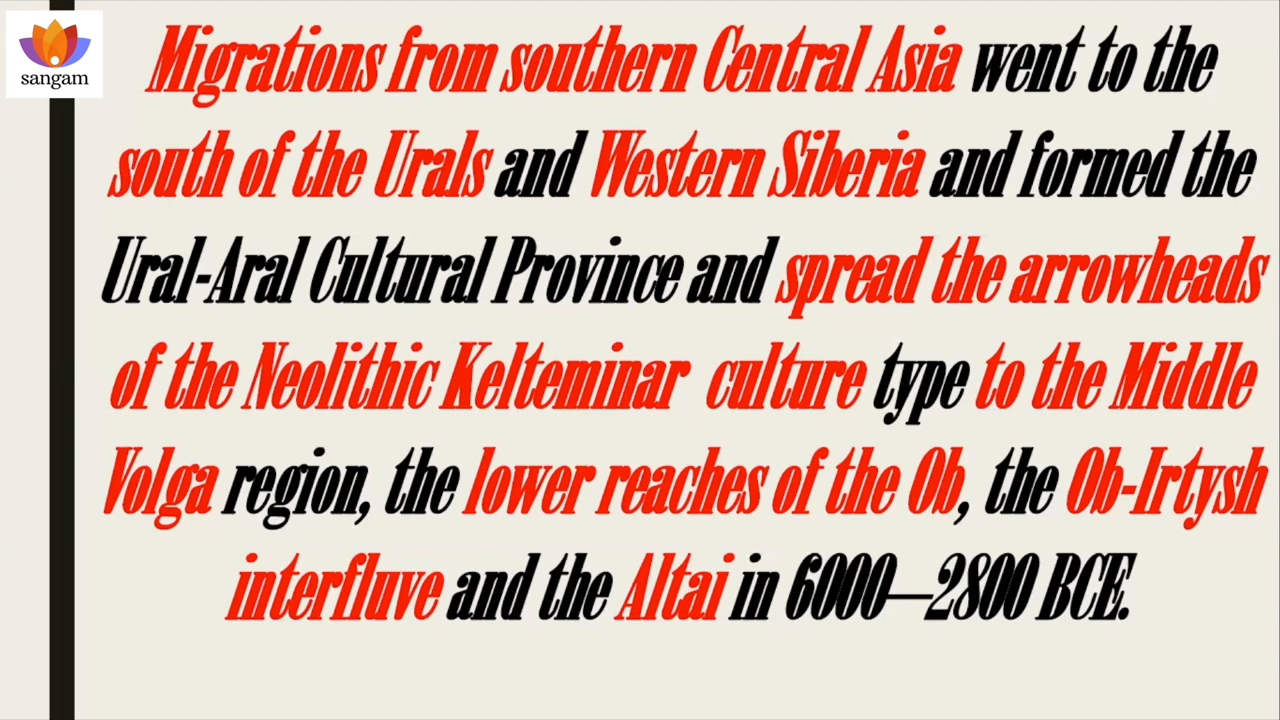 sangam
Migrations from southern Central Asia went to the
south of the Urals and Western Siberia and formed the
Ural-Aral Cultural Province and spread the arrowheads
of the Neolithic Kelteminar culture type to the Middle
Volga region, the lower reaches of the Ob, the Ob-Irtysh
interfluve and the Altai in 6000—2800 BCE.